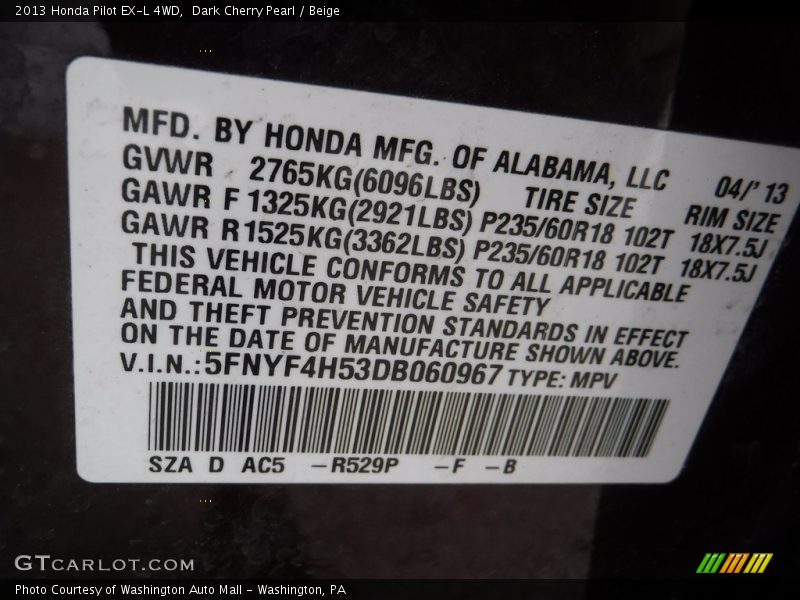 2013 Honda Pilot EX-L 4WD,  Dark Cherry Pearl / Beige
MFD. BY HONDA MFG. OF ALABAMA, LLC 04/' 13
GVWR 2765KG(6096LBS) TIRE SIZE RIM SIZE
GAWR F 1325KG(2921LBS) P235/60R18 102T 18X7.5J
GAWR R1525KG(3362LBS) P235/60R18 102T 18X7.5J
THIS VEHICLE CONFORMS TO ALL APPLICABLE
FEDERAL MOTOR VEHICLE SAFETY
AND THEFT PREVENTION STANDARDS IN EFFECT
ON THE DATE OF MANUFACTURE SHOWN ABOVE.
V.I.N.:5FNYF4H53DB060967 TYPE: MPV
SZA D AC5 –R529P –F –B
GTCARLOT.COM
Photo Courtesy of Washington Auto Mall - Washington, PA